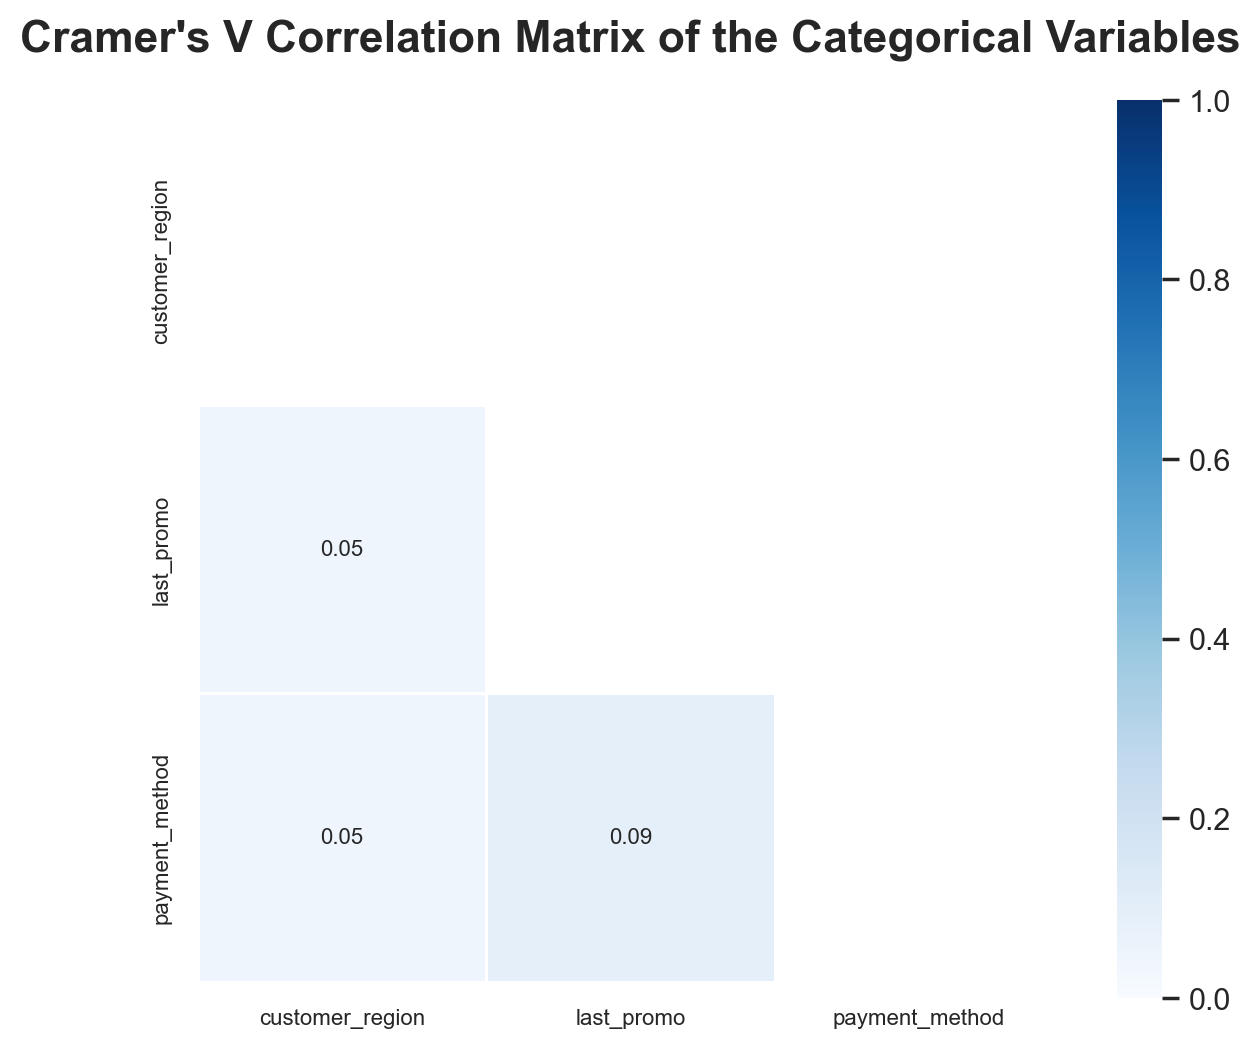 Cramer's V Correlation Matrix of the Categorical Variables
1.0
customer_region
0.8
0.6
last_promo
0.05
0.4
payment_method
0.05
0.09
0.2
0.0
customer_region
last_promo
payment_method